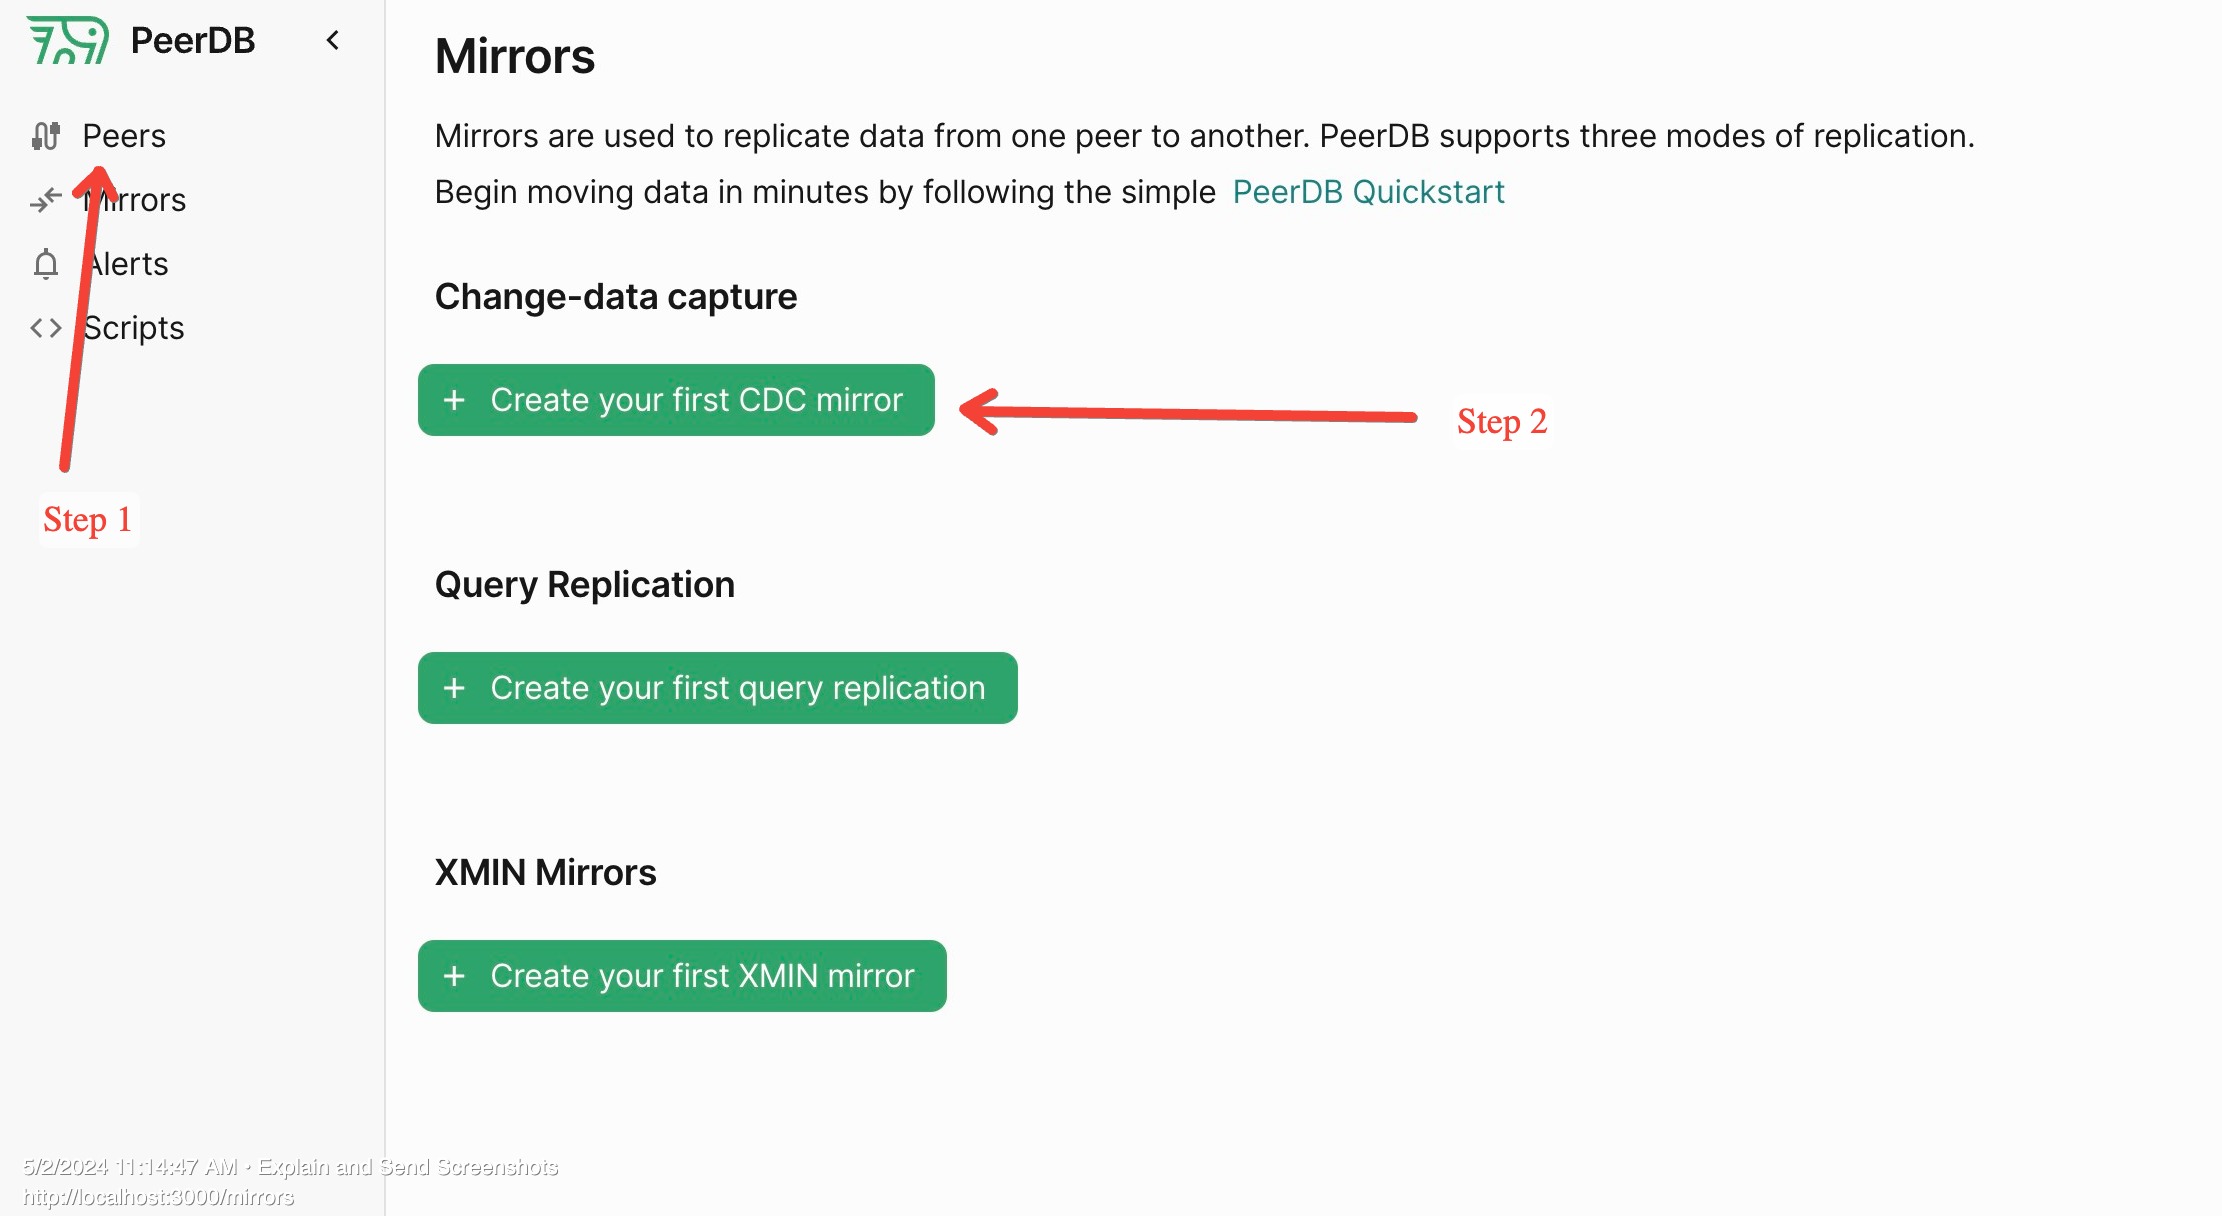 PeerDB
Peers
Mirrors
Alerts
Scripts
Step 1
Mirrors
Mirrors are used to replicate data from one peer to another. PeerDB supports three modes of replication.
Begin moving data in minutes by following the simple PeerDB Quickstart
Change-data capture
+ Create your first CDC mirror
Step 2
Query Replication
+ Create your first query replication
XMIN Mirrors
+ Create your first XMIN mirror
5/2/2024 11:14:47 AM • Explain and Send Screenshots
http://localhost:3000/mirrors